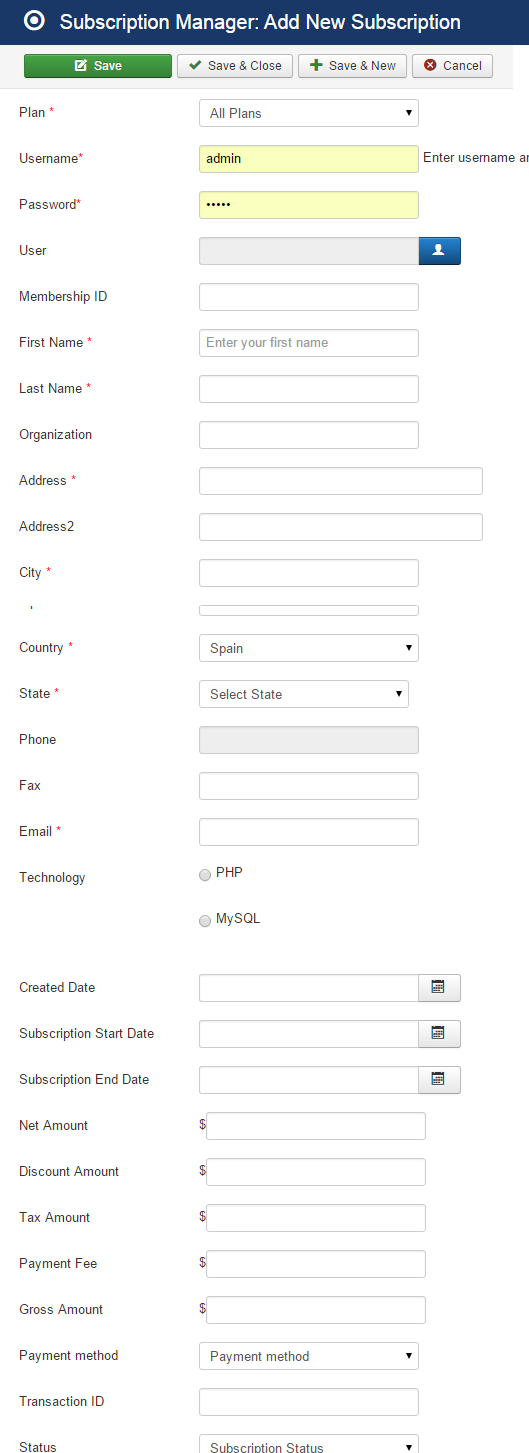 Subscription Manager: Add New Subscription
Save Save & Close Save & New Cancel
Plan * All Plans
Username* admin Enter username
Password* •••••
User
Membership ID
First Name * Enter your first name
Last Name *
Organization
Address *
Address2
City *
Country * Spain
State * Select State
Phone
Fax
Email *
Technology PHP
MySQL
Created Date
Subscription Start Date
Subscription End Date
Net Amount $
Discount Amount $
Tax Amount $
Payment Fee $
Gross Amount $
Payment method Payment method
Transaction ID
Status Subscription Status